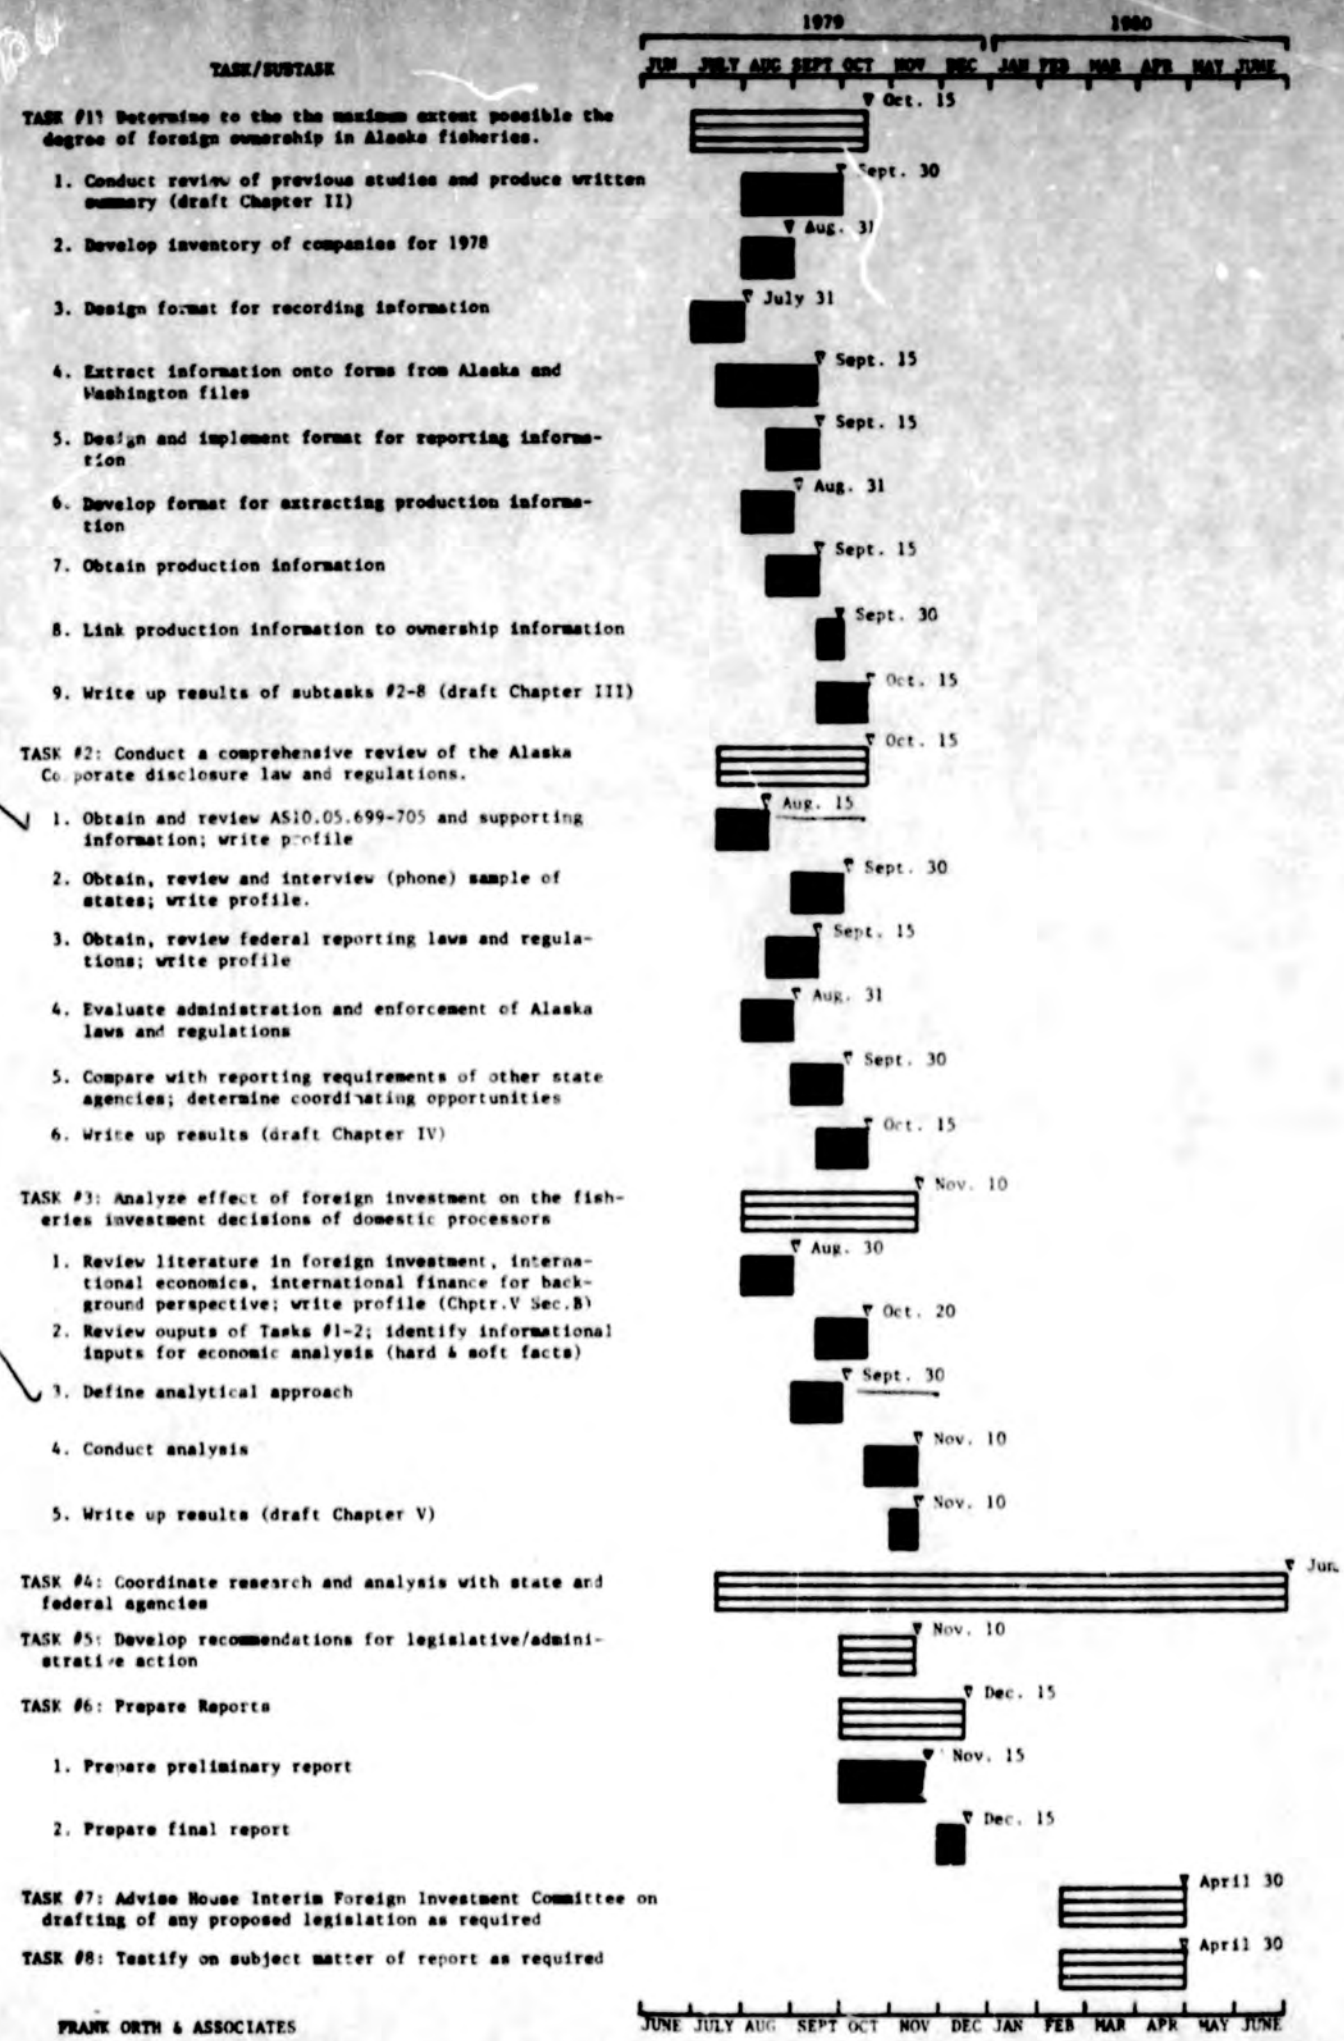 1979 1980
TASK/SUBTASK
JUN JULY AUG SEPT OCT NOV DEC JAN FEB MAR APR MAY JUNE
Oct. 15
TASK #1: Determine to the the maximum extent possible the
degree of foreign ownership in Alaska fisheries.
Sept. 30
1. Conduct review of previous studies and produce written
summary (draft Chapter II)
Aug. 31
2. Develop inventory of companies for 1978
July 31
3. Design format for recording information
Sept. 15
4. Extract information onto forms from Alaska and
Washington files
Sept. 15
5. Design and implement format for reporting informa-
tion
Aug. 31
6. Develop format for extracting production informa-
tion
Sept. 15
7. Obtain production information
Sept. 30
8. Link production information to ownership information
Oct. 15
9. Write up results of subtasks #2-8 (draft Chapter III)
Oct. 15
TASK #2: Conduct a comprehensive review of the Alaska
Co porate disclosure law and regulations.
Aug. 15
1. Obtain and review AS10.05.699-705 and supporting
information; write profile
Sept. 30
2. Obtain, review and interview (phone) sample of
states; write profile.
Sept. 15
3. Obtain, review federal reporting laws and regula-
tions; write profile
Aug. 31
4. Evaluate administration and enforcement of Alaska
laws and regulations
Sept. 30
5. Compare with reporting requirements of other state
agencies; determine coordinating opportunities
Oct. 15
6. Write up results (draft Chapter IV)
Nov. 10
TASK #3: Analyze effect of foreign investment on the fish-
eries investment decisions of domestic processors
Aug. 30
1. Review literature in foreign investment, interna-
tional economics, international finance for back-
ground perspective; write profile (Chptr.V Sec.B)
Oct. 20
2. Review ouputs of Tasks #1-2; identify informational
inputs for economic analysis (hard & soft facts)
Sept. 30
3. Define analytical approach
Nov. 10
4. Conduct analysis
Nov. 10
5. Write up results (draft Chapter V)
Jun.
TASK #4: Coordinate research and analysis with state and
federal agencies
Nov. 10
TASK #5: Develop recommendations for legislative/admini-
strative action
Dec. 15
TASK #6: Prepare Reports
Nov. 15
1. Prepare preliminary report
Dec. 15
2. Prepare final report
April 30
TASK #7: Advise House Interim Foreign Investment Committee on
drafting of any proposed legislation as required
April 30
TASK #8: Testify on subject matter of report as required
FRANK ORTH & ASSOCIATES
JUNE JULY AUG SEPT OCT NOV DEC JAN FEB MAR APR MAY JUNE